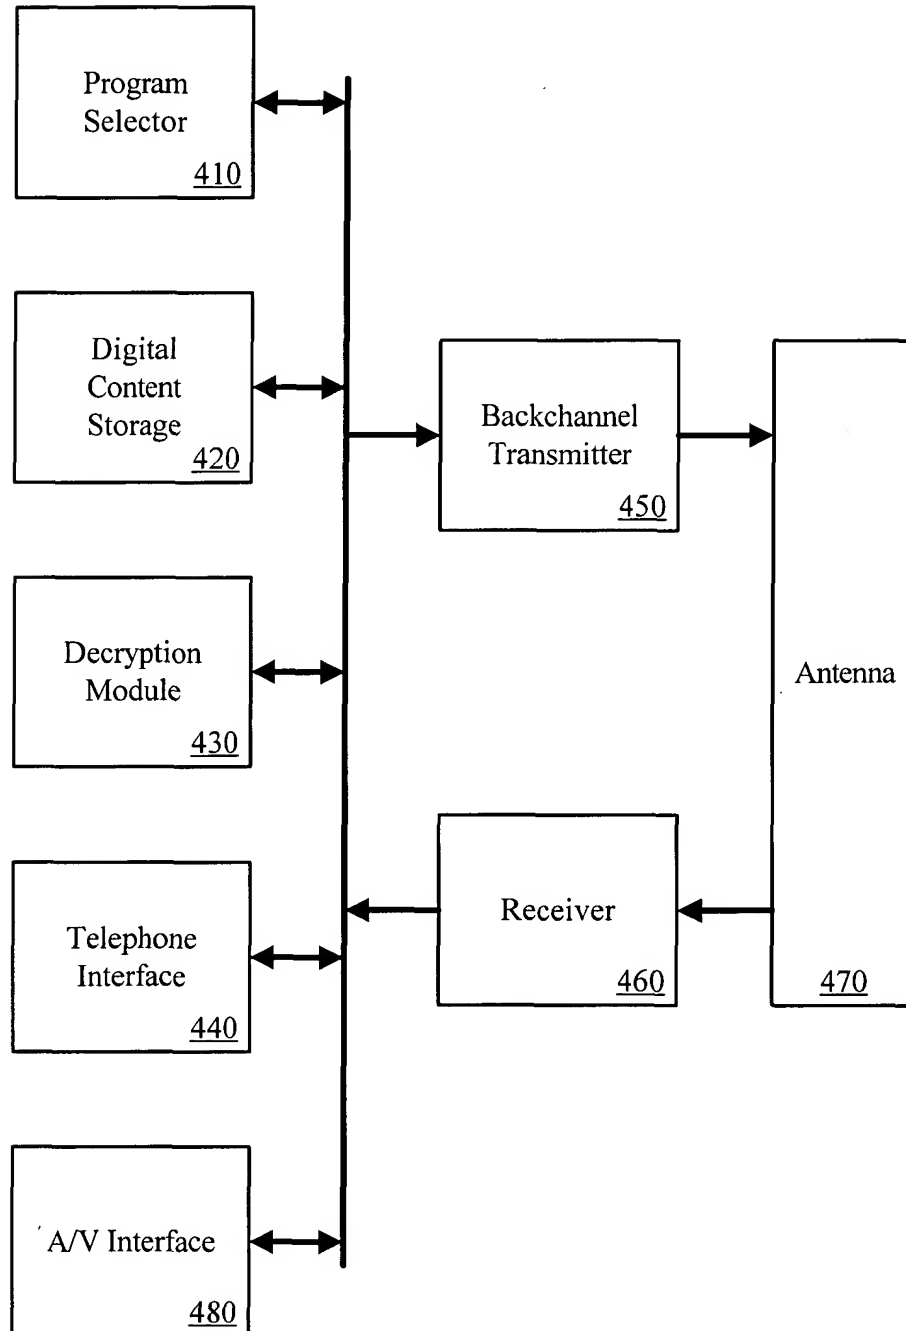 Program
Selector
410
Digital
Content
Storage
420
Backchannel
Transmitter
450
Decryption
Module
430
Antenna
470
Receiver
460
Telephone
Interface
440
A/V Interface
480